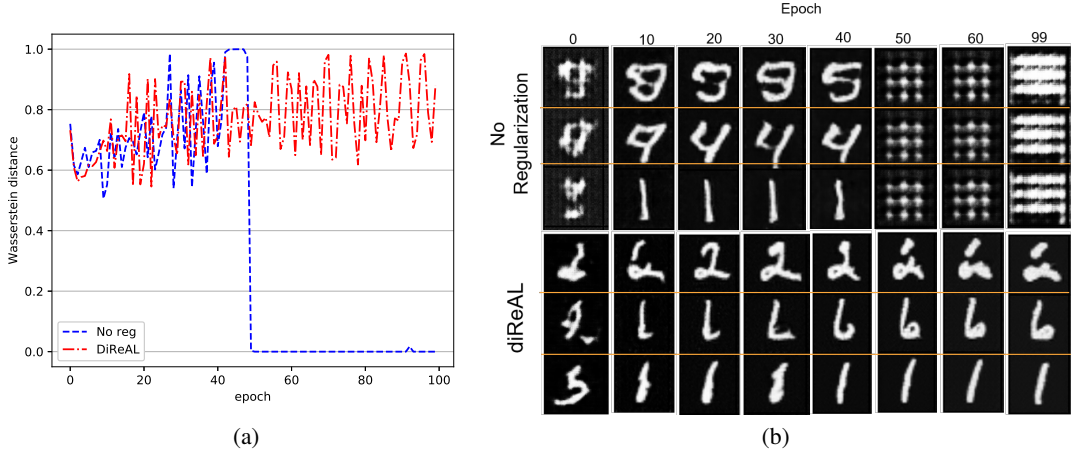 Wasserstein distance
1.0
0.8
0.6
0.4
0.2
0.0
No reg
DiReAL
0
20
40
60
80
100
epoch
(a)
Epoch
0 10 20 30 40 50 60 99
No
Regularization
diReAL
(b)